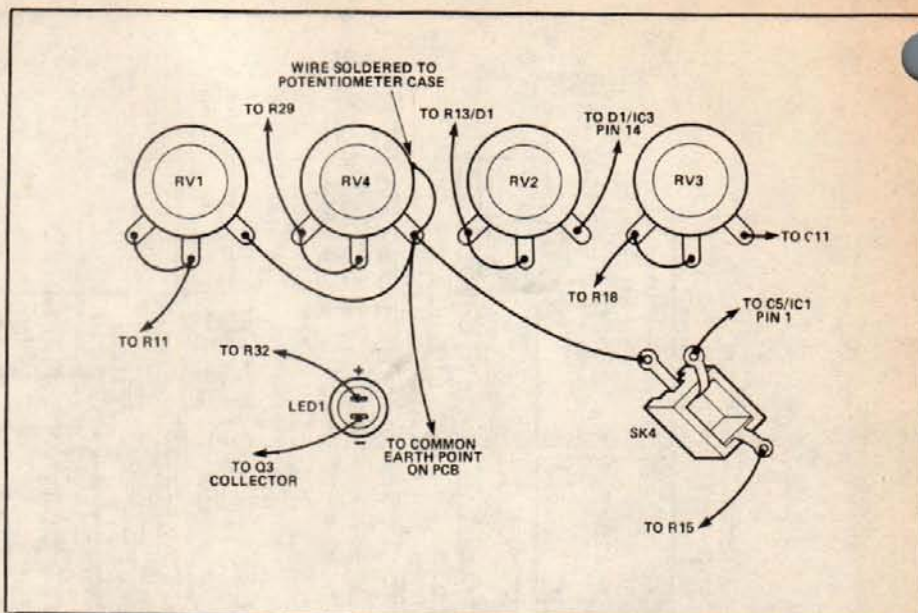 WIRE SOLDERED TO
POTENTIOMETER CASE
TO R29
TO R13/D1
TO D1/IC3
PIN 14
RV1
RV4
RV2
RV3
TO C11
TO R18
TO R11
TO C5/IC1
PIN 1
TO R32
+
LED1
–
SK4
TO Q3
COLLECTOR
TO COMMON
EARTH POINT
ON PCB
TO R15